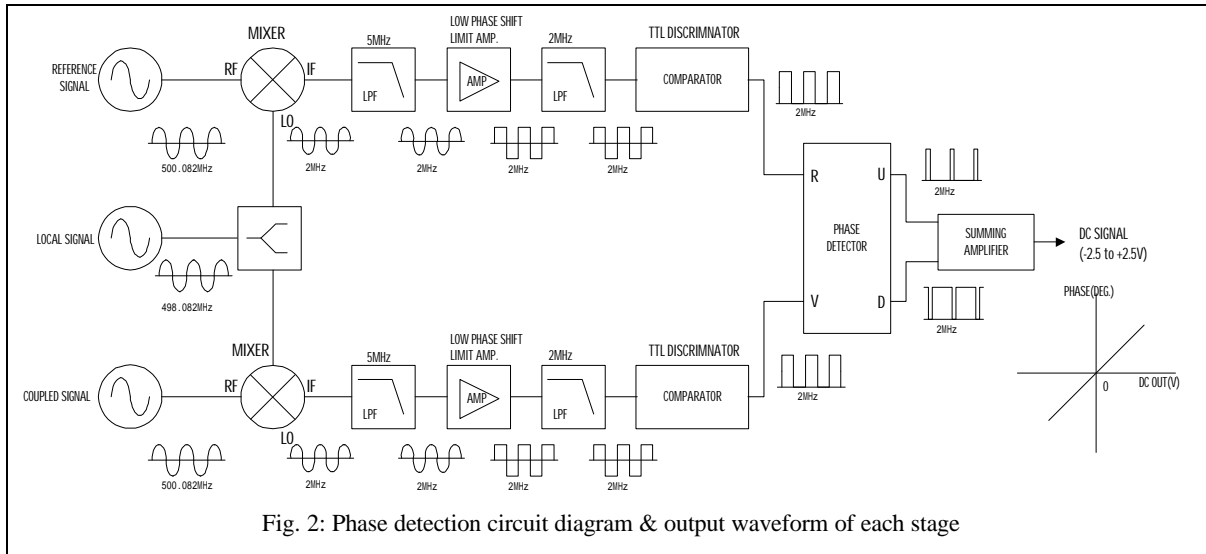 MIXER
5MHz
LOW PHASE SHIFT
LIMIT AMP.
2MHz
TTL DISCRIMNATOR
REFERENCE
SIGNAL
RF
IF
LO
LPF
AMP
LPF
COMPARATOR
500.082MHz
2MHz
2MHz
2MHz
2MHz
2MHz
R
U
PHASE
DETECTOR
V
D
2MHz
SUMMING
AMPLIFIER
DC SIGNAL
(-2.5 to +2.5V)
2MHz
PHASE(DEG.)
0
DC OUT(V)
LOCAL SIGNAL
498.082MHz
MIXER
5MHz
LOW PHASE SHIFT
LIMIT AMP.
2MHz
TTL DISCRIMNATOR
COUPLED SIGNAL
RF
IF
LO
LPF
AMP
LPF
COMPARATOR
2MHz
500.082MHz
2MHz
2MHz
2MHz
2MHz
Fig. 2: Phase detection circuit diagram & output waveform of each stage